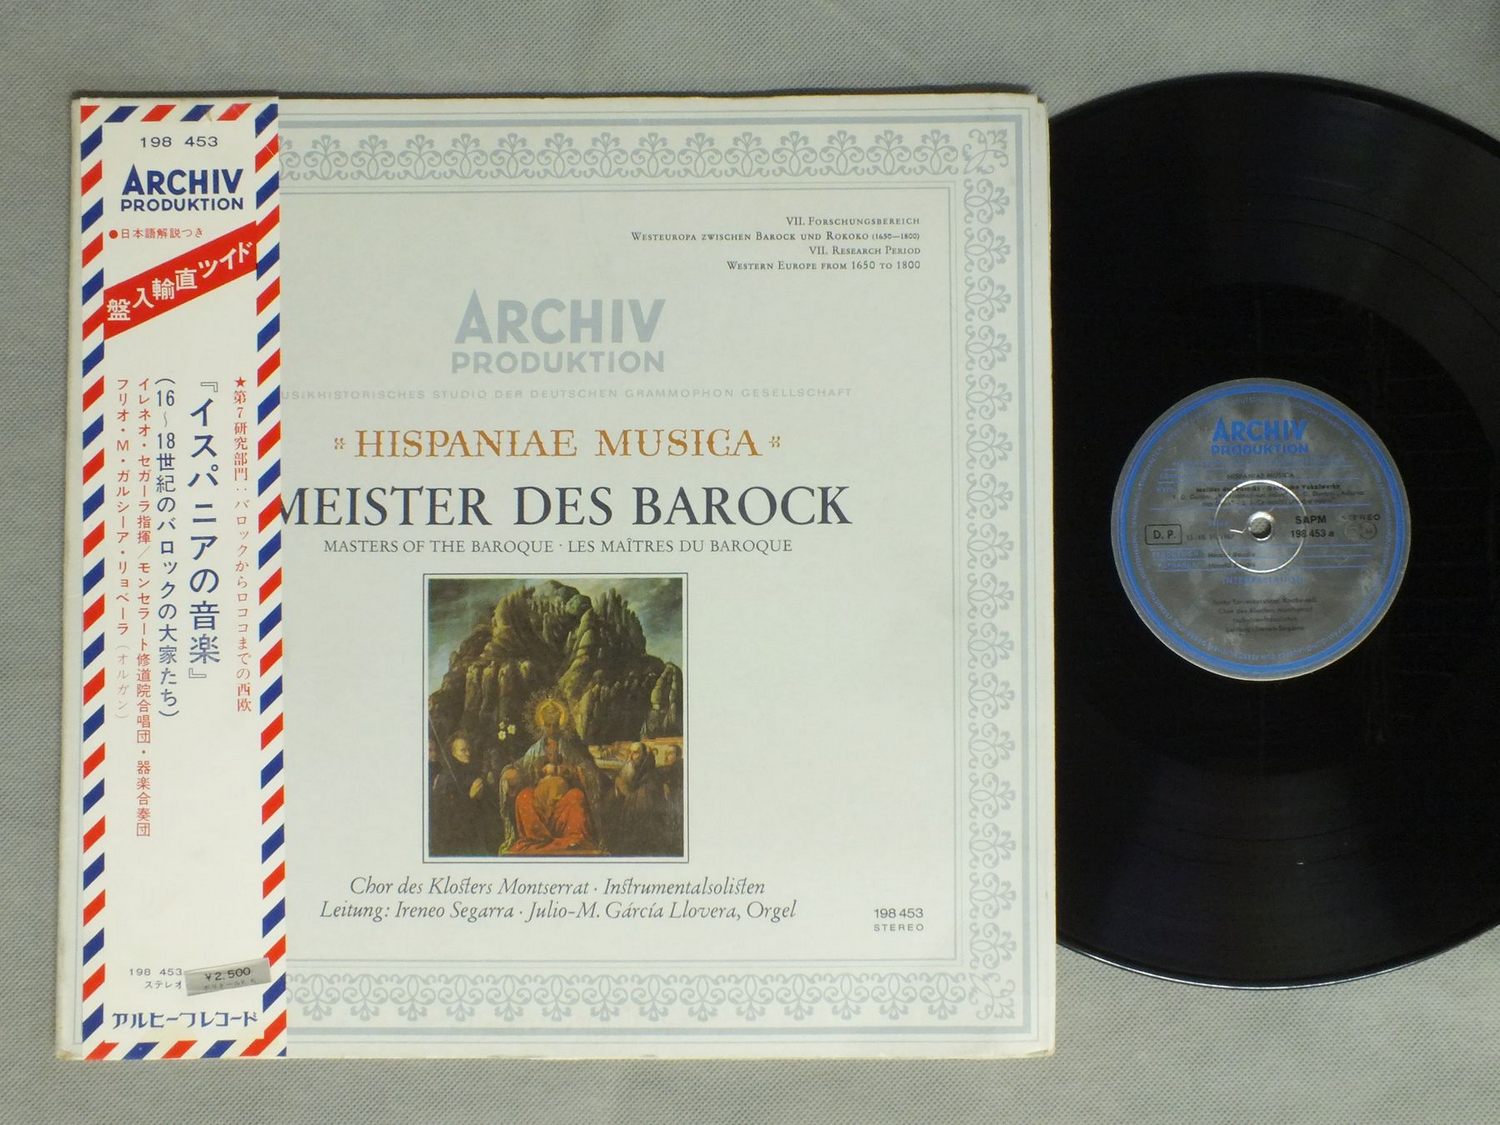 198 453
ARCHIV
PRODUKTION
●日本語解説つき
盤入輸直ツイド
★第7研究部門:バロックからロココまでの西欧
『イスパニアの音楽』
(16~18世紀のバロックの大家たち)
イレネオ・セガーラ指揮/モンセラート修道院合唱団・器楽合奏団
フリオ・M・ガルシーア・リョベーラ(オルガン)
198 453
ステレオ
¥2,500
アルヒーフレコード
VII. FORSCHUNGSBEREICH
WESTEUROPA ZWISCHEN BAROCK UND ROKOKO (1650—1800)
VII. RESEARCH PERIOD
WESTERN EUROPE FROM 1650 TO 1800
ARCHIV
PRODUKTION
USIKHISTORISCHES STUDIO DER DEUTSCHEN GRAMMOPHON GESELLSCHAFT
HISPANIAE MUSICA
MEISTER DES BAROCK
MASTERS OF THE BAROQUE · LES MAÎTRES DU BAROQUE
Chor des Klosters Montserrat · Instrumentalsolisten
Leitung: Ireneo Segarra · Julio-M. Gárcía Llovera, Orgel
198 453
STEREO
ARCHIV
PRODUKTION
HISPANIAE MUSICA
D. P.
SAPM
198 453 a
STEREO